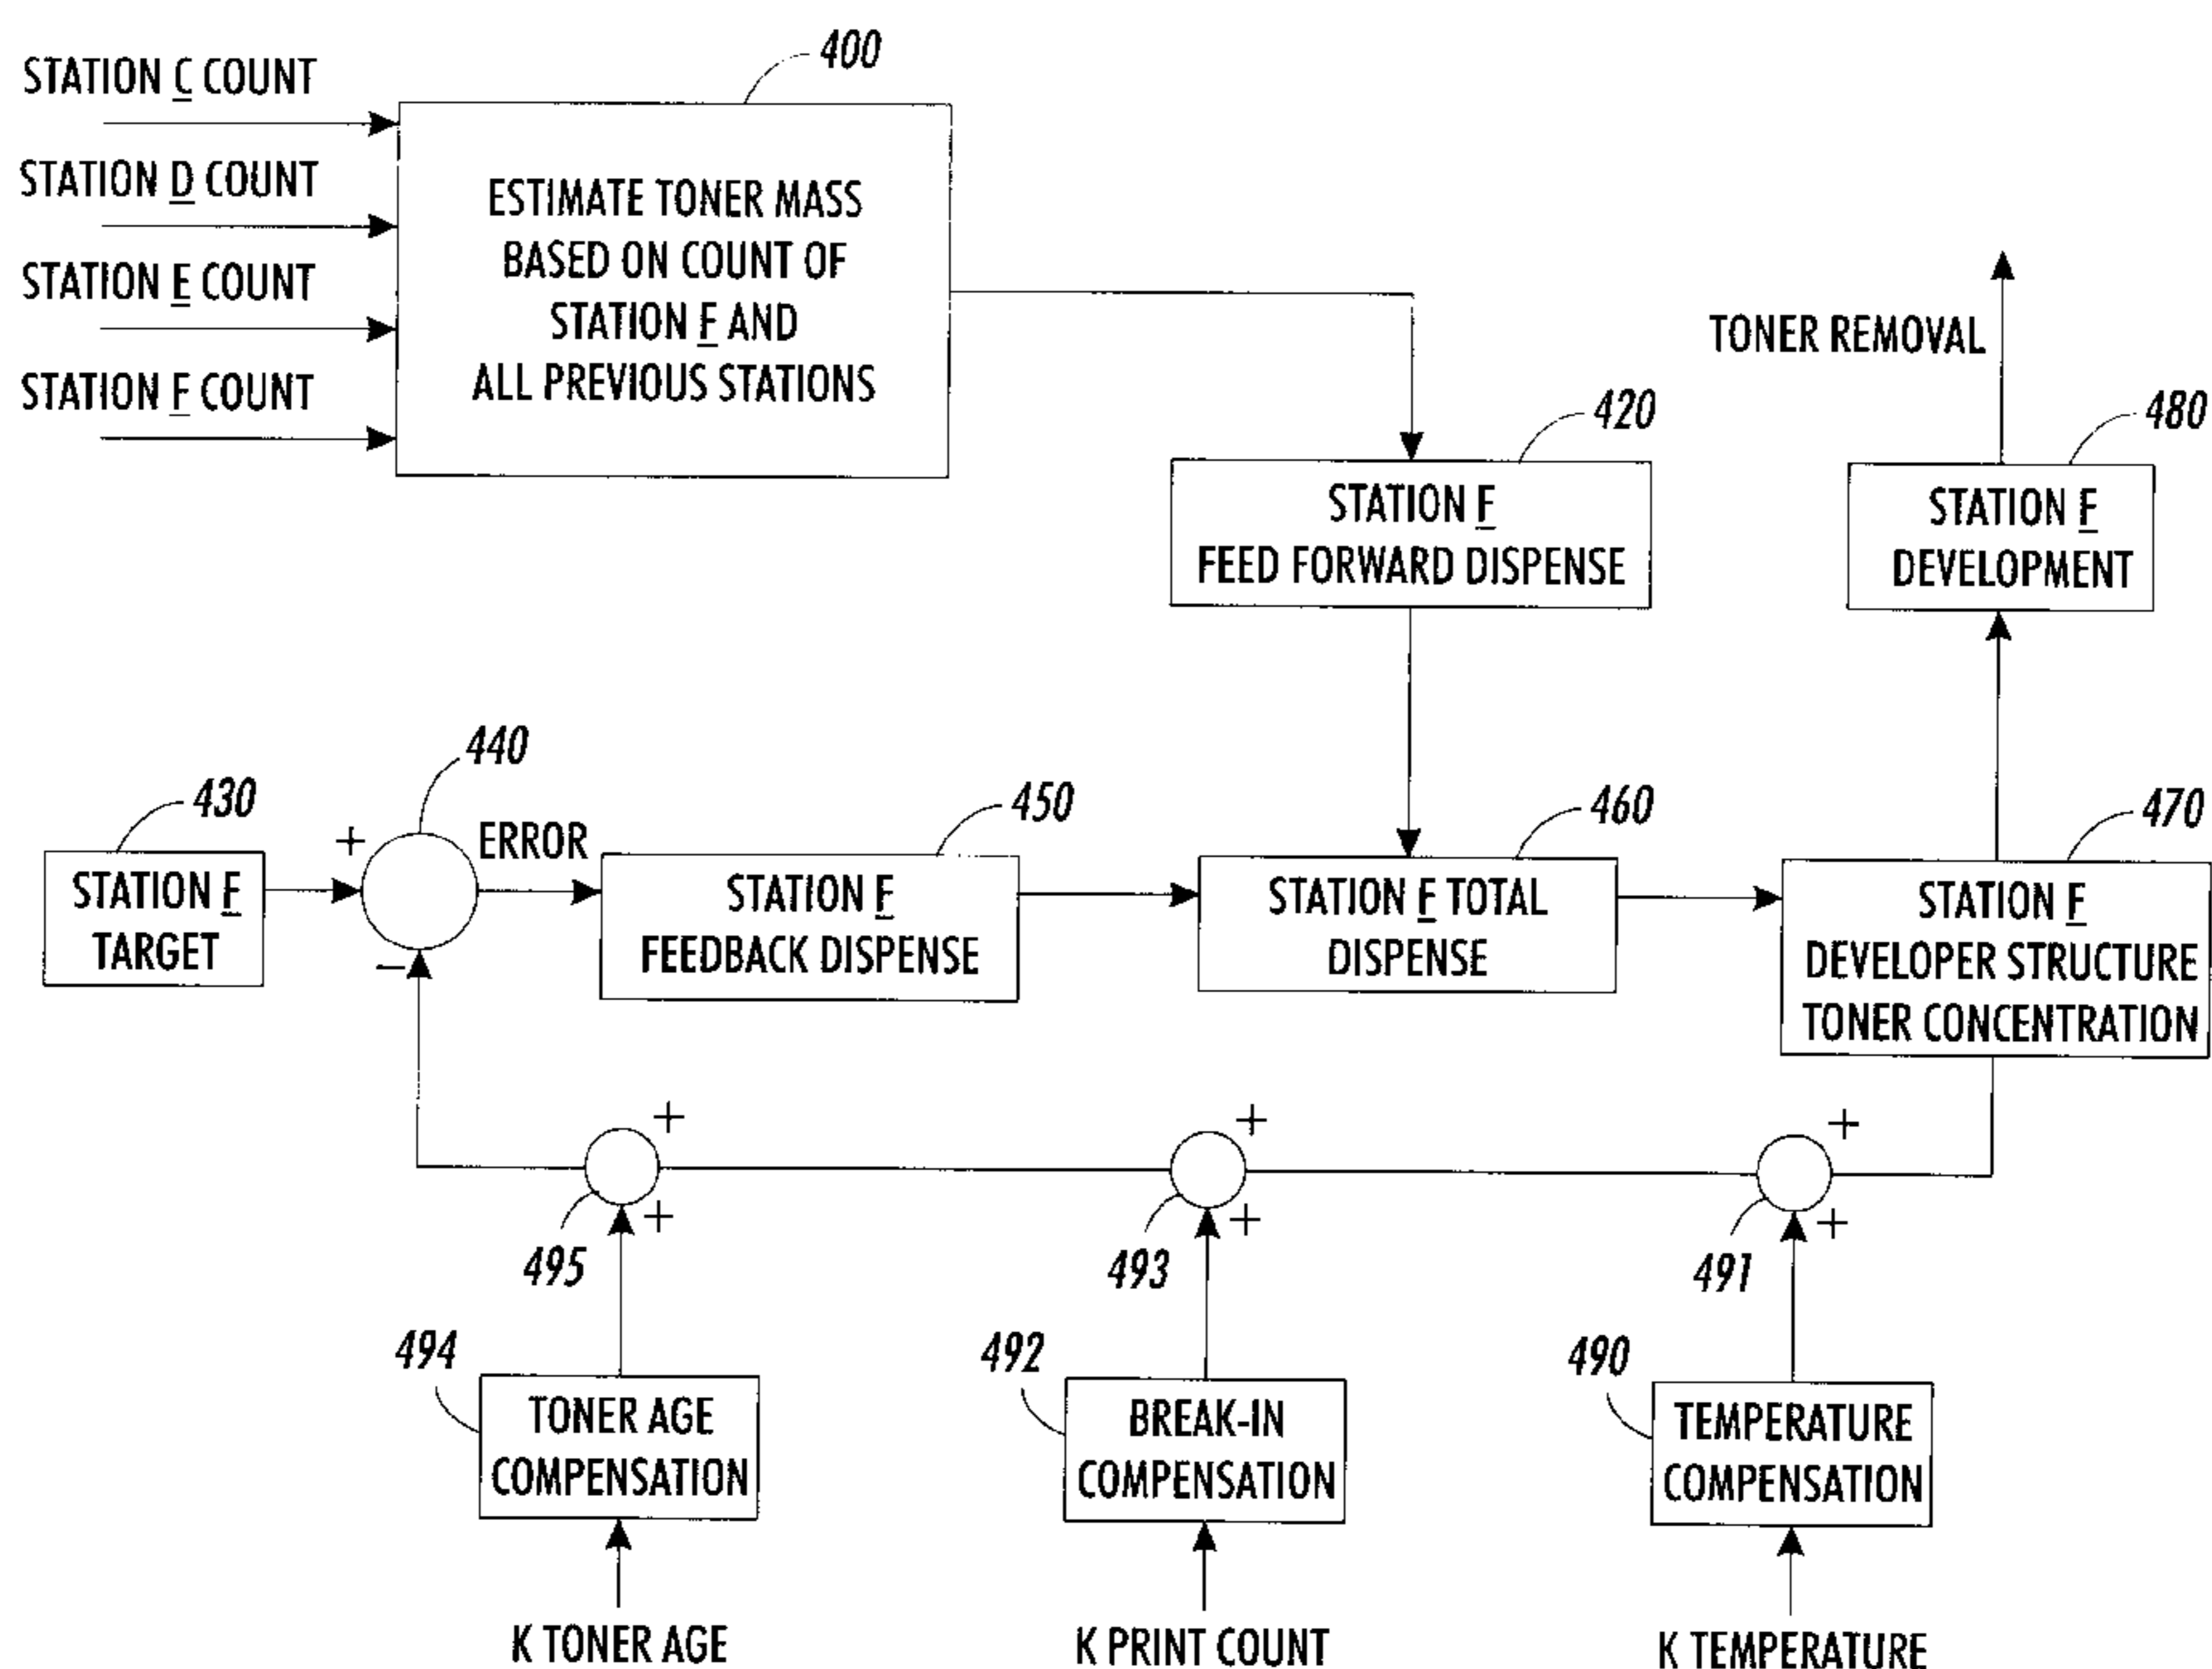 400
STATION C COUNT
STATION D COUNT
STATION E COUNT
STATION F COUNT
ESTIMATE TONER MASS
BASED ON COUNT OF
STATION F AND
ALL PREVIOUS STATIONS
TONER REMOVAL
420
STATION F
FEED FORWARD DISPENSE
480
STATION F
DEVELOPMENT
430
STATION F
TARGET
440
+
−
ERROR
450
STATION F
FEEDBACK DISPENSE
460
STATION F TOTAL
DISPENSE
470
STATION F
DEVELOPER STRUCTURE
TONER CONCENTRATION
+
+
495
+
+
493
+
+
491
494
TONER AGE
COMPENSATION
492
BREAK-IN
COMPENSATION
490
TEMPERATURE
COMPENSATION
K TONER AGE
K PRINT COUNT
K TEMPERATURE